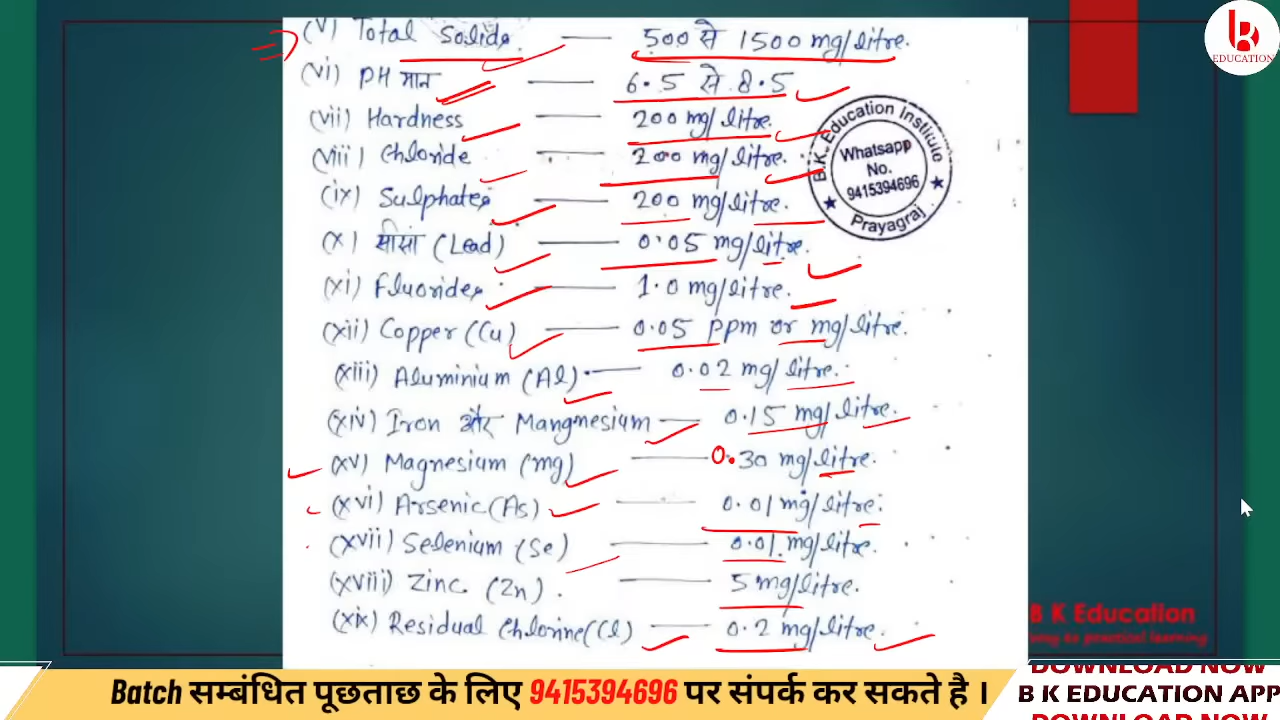 (v) Total Solids — 500 से 1500 mg/litre.
(vi) PH मान — 6.5 से 8.5
(vii) Hardness — 200 mg/litre.
(viii) Chloride — 200 mg/litre.
(ix) Sulphates — 200 mg/litre.
(x) सीसा (Lead) — 0.05 mg/litre.
(xi) Fluorides — 1.0 mg/litre.
(xii) Copper (Cu) — 0.05 ppm or mg/litre.
(xiii) Aluminium (Al) — 0.02 mg/litre.
(xiv) Iron और Mangnesium — 0.15 mg/litre.
(xv) Magnesium (mg) — 0.30 mg/litre.
(xvi) Arsenic (As) — 0.01 mg/litre.
(xvii) Selenium (Se) — 0.01 mg/litre.
(xviii) Zinc (Zn). — 5 mg/litre.
(xix) Residual Chlorine (Cl) — 0.2 mg/litre.
B.K. Education Institute
Whatsapp
No.
9415394696
Prayagraj
EDUCATION
B K Education
to practical learning
Batch सम्बंधित पूछताछ के लिए 9415394696 पर संपर्क कर सकते है ।
DOWNLOAD NOW
B K EDUCATION APP
DOWNLOAD NOW